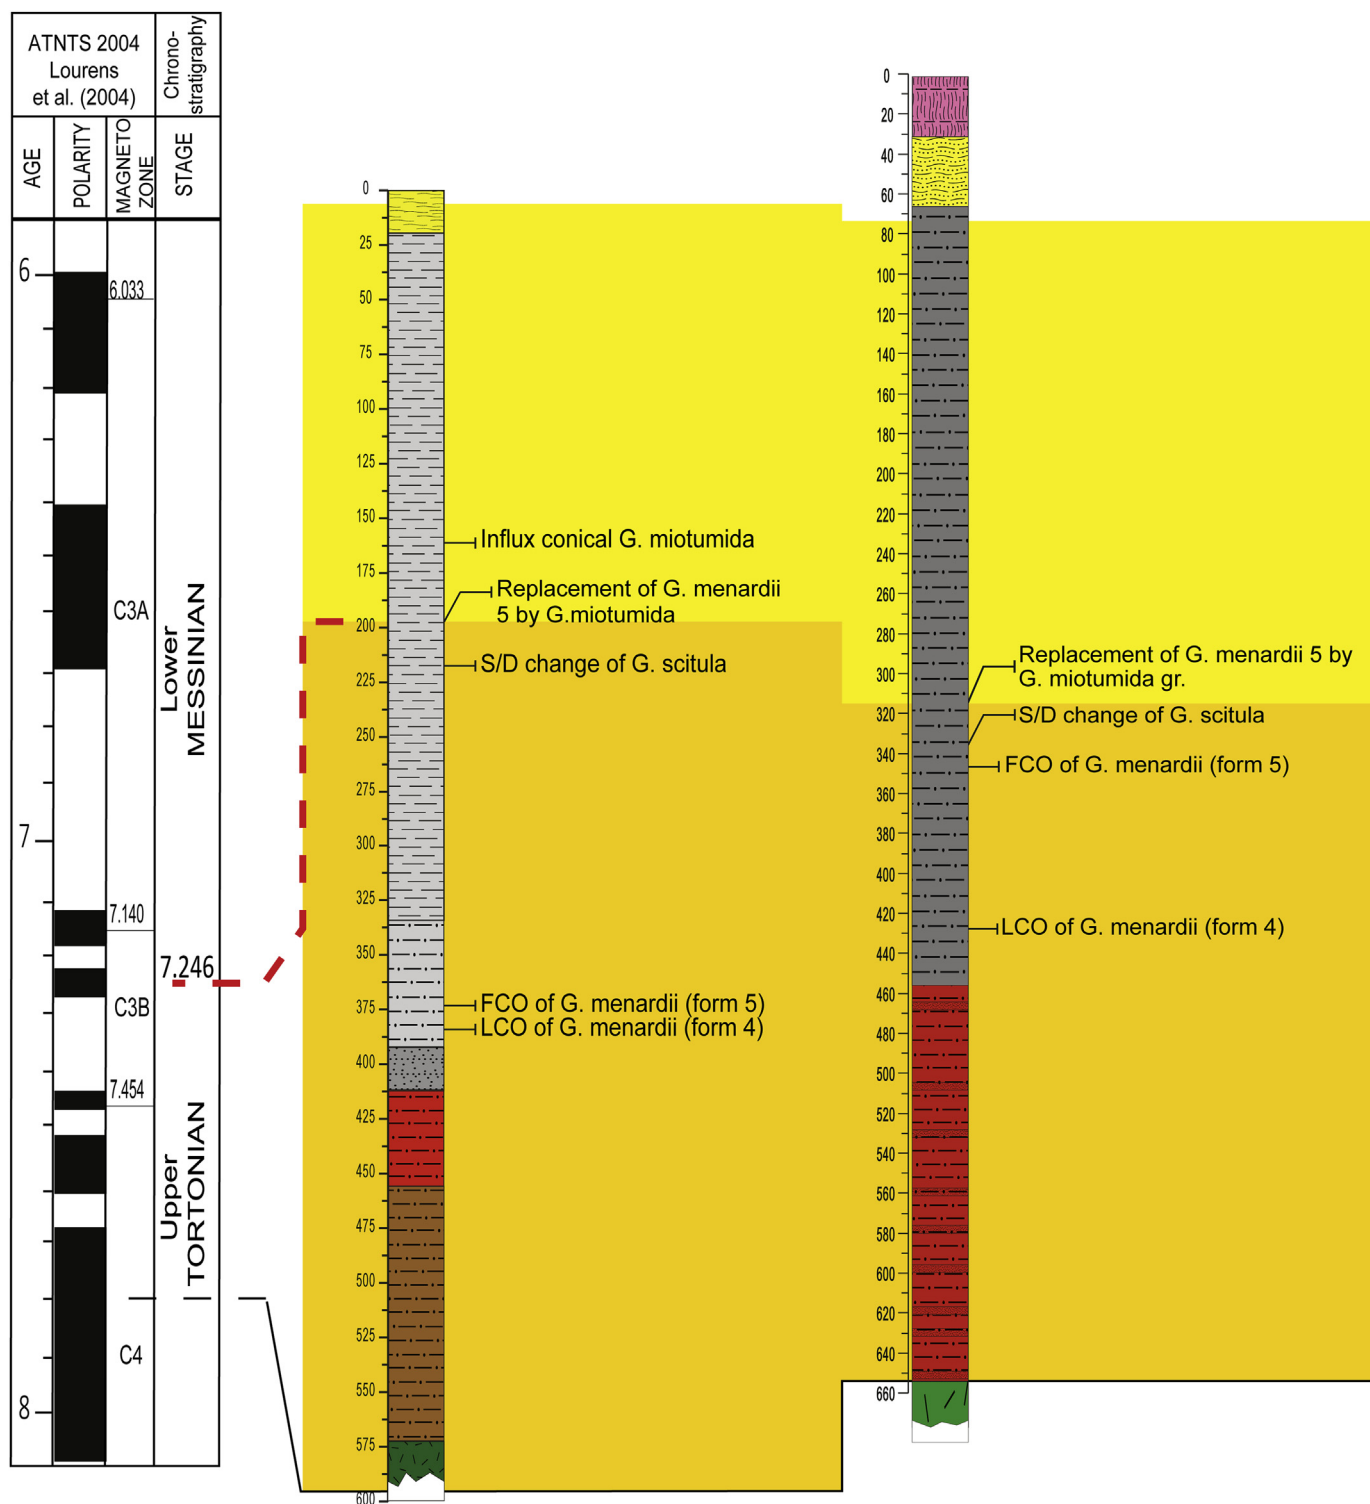 ATNTS 2004
Lourens
et al. (2004)
Chrono-
stratigraphy
AGE
POLARITY
MAGNETO
ZONE
STAGE
6
7
8
6.033
7.140
7.454
C3A
C3B
C4
7.246
Lower
MESSINIAN
Upper
TORTONIAN
0
25
50
75
100
125
150
175
200
225
250
275
300
325
350
375
400
425
450
475
500
525
550
575
600
Influx conical G. miotumida
Replacement of G. menardii
5 by G.miotumida
S/D change of G. scitula
FCO of G. menardii (form 5)
LCO of G. menardii (form 4)
0
20
40
60
80
100
120
140
160
180
200
220
240
260
280
300
320
340
360
380
400
420
440
460
480
500
520
540
560
580
600
620
640
660
Replacement of G. menardii 5 by
G. miotumida gr.
S/D change of G. scitula
FCO of G. menardii (form 5)
LCO of G. menardii (form 4)